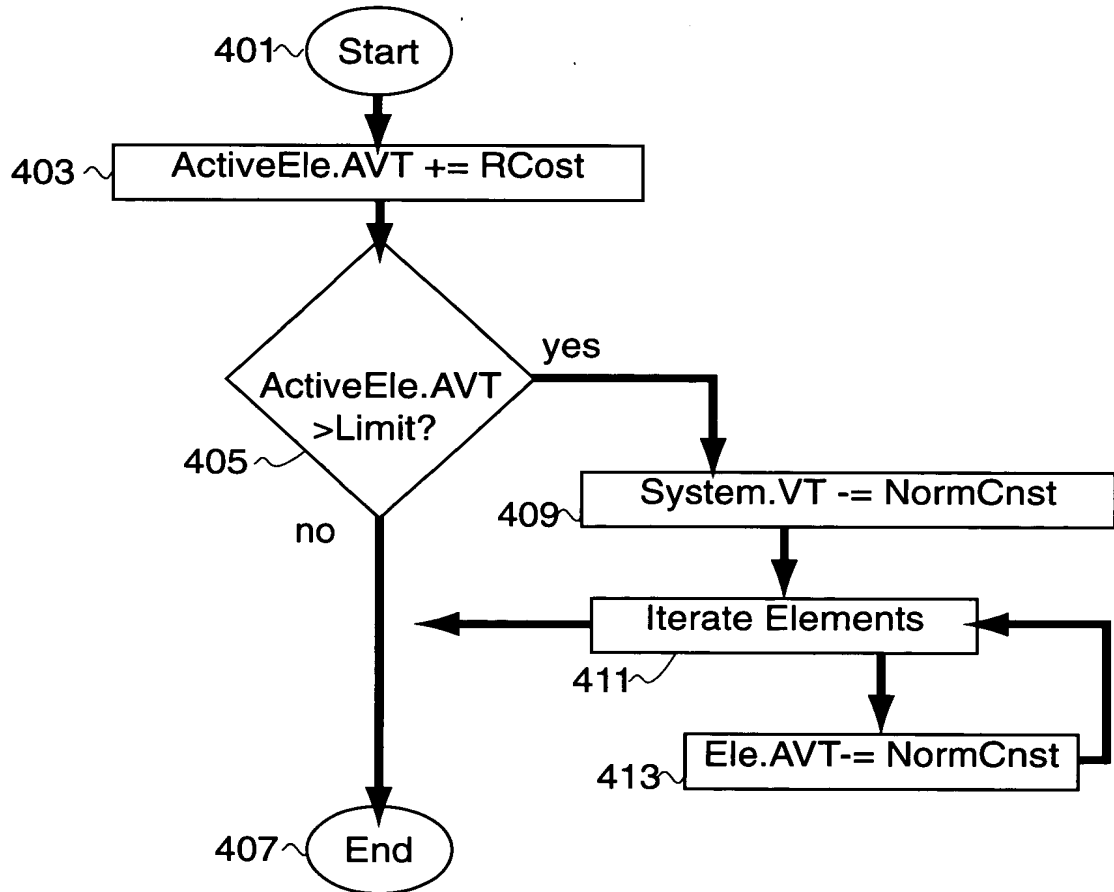 401
Start
403
ActiveEle.AVT += RCost
yes
ActiveEle.AVT
>Limit?
405
no
System.VT -= NormCnst
409
Iterate Elements
411
Ele.AVT-= NormCnst
413
407
End